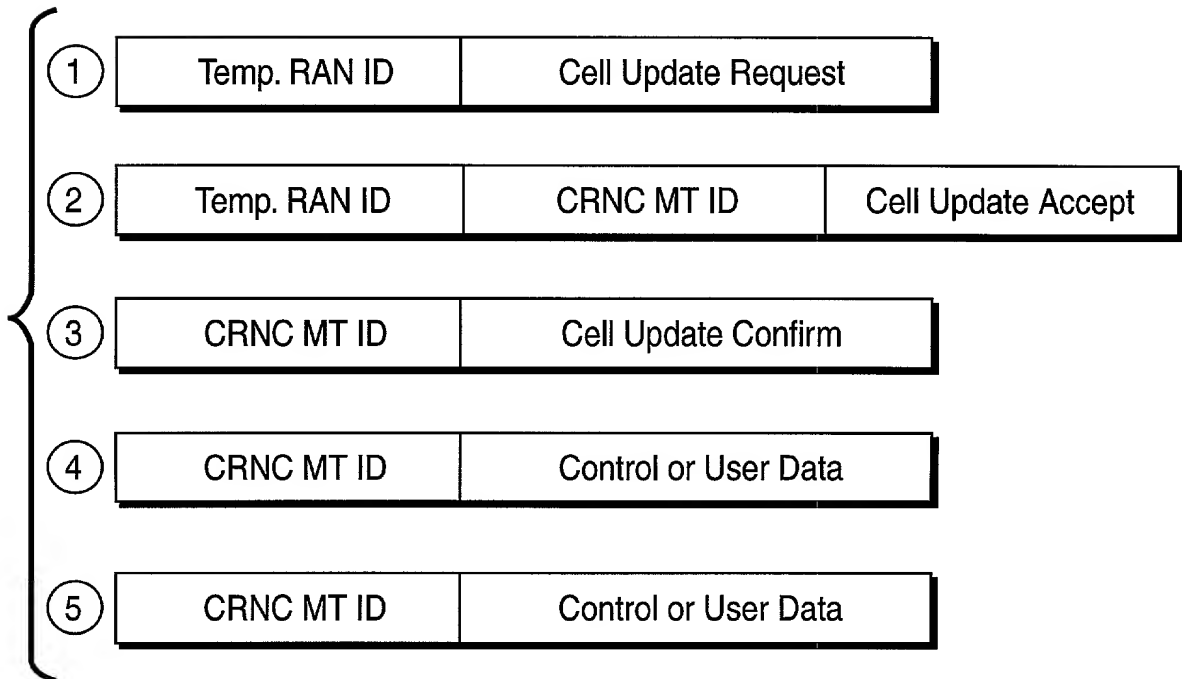 1 Temp. RAN ID Cell Update Request
2 Temp. RAN ID CRNC MT ID Cell Update Accept
3 CRNC MT ID Cell Update Confirm
4 CRNC MT ID Control or User Data
5 CRNC MT ID Control or User Data